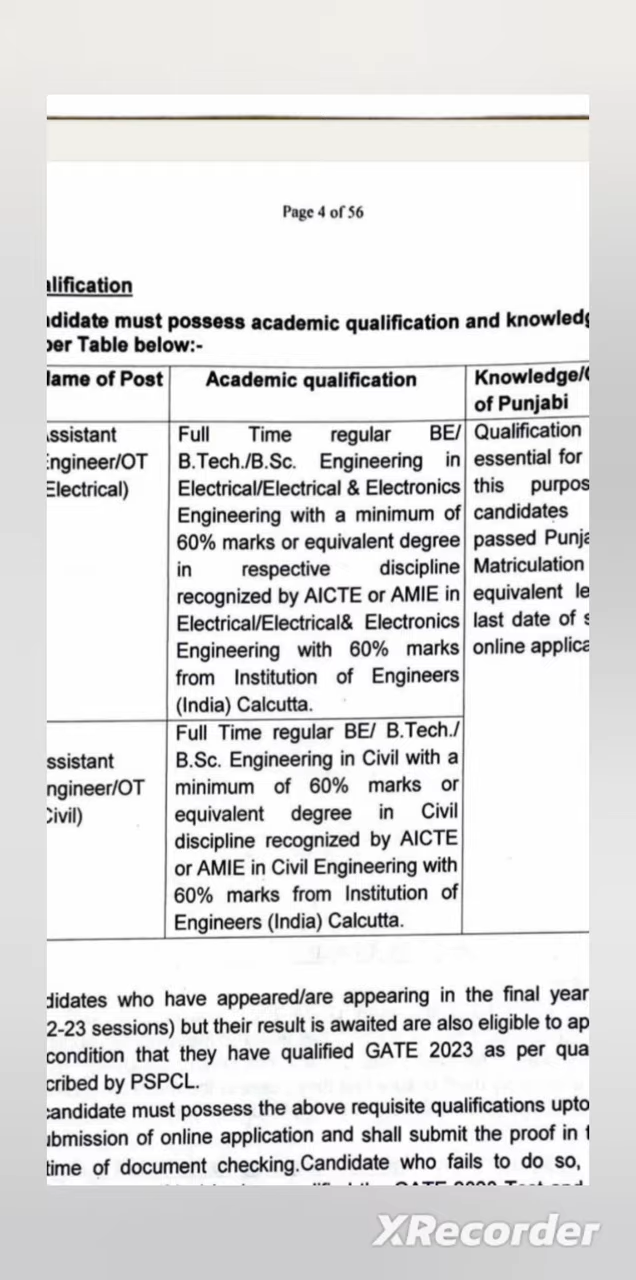 Page 4 of 56
alification
didate must possess academic qualification and knowledg
per Table below:-
ame of Post Academic qualification Knowledge/
of Punjabi
ssistant
ngineer/OT
Electrical)
Full Time regular BE/
B.Tech./B.Sc. Engineering in
Electrical/Electrical & Electronics
Engineering with a minimum of
60% marks or equivalent degree
in respective discipline
recognized by AICTE or AMIE in
Electrical/Electrical& Electronics
Engineering with 60% marks
from Institution of Engineers
(India) Calcutta.
Qualification
essential for
this purpos
candidates
passed Punja
Matriculation
equivalent le
last date of s
online applica
ssistant
ngineer/OT
Civil)
Full Time regular BE/ B.Tech./
B.Sc. Engineering in Civil with a
minimum of 60% marks or
equivalent degree in Civil
discipline recognized by AICTE
or AMIE in Civil Engineering with
60% marks from Institution of
Engineers (India) Calcutta.
didates who have appeared/are appearing in the final year
2-23 sessions) but their result is awaited are also eligible to ap
condition that they have qualified GATE 2023 as per qua
cribed by PSPCL.
candidate must possess the above requisite qualifications upto
ubmission of online application and shall submit the proof in
time of document checking.Candidate who fails to do so,
XRecorder